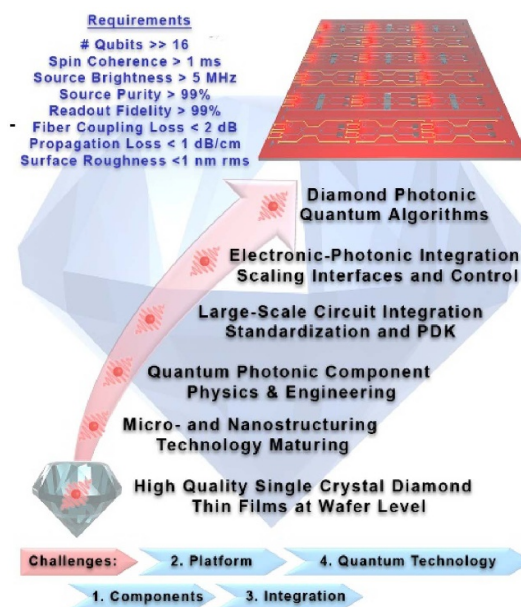 Requirements
# Qubits >> 16
Spin Coherence > 1 ms
Source Brightness > 5 MHz
Source Purity > 99%
Readout Fidelity > 99%
Fiber Coupling Loss < 2 dB
Propagation Loss < 1 dB/cm
Surface Roughness <1 nm rms
-
Diamond Photonic
Quantum Algorithms
Electronic-Photonic Integration
Scaling Interfaces and Control
Large-Scale Circuit Integration
Standardization and PDK
Quantum Photonic Component
Physics & Engineering
Micro- and Nanostructuring
Technology Maturing
High Quality Single Crystal Diamond
Thin Films at Wafer Level
Challenges:
2. Platform
4. Quantum Technology
1. Components
3. Integration